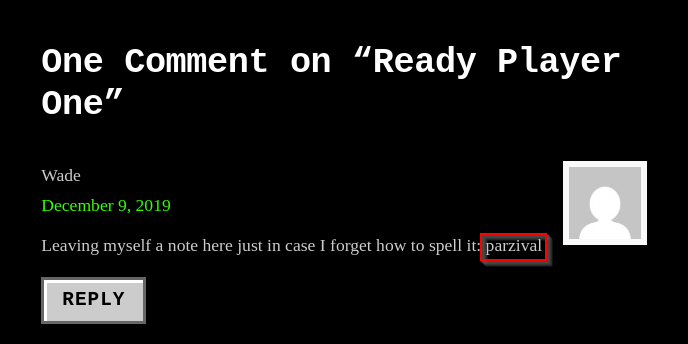 One Comment on “Ready Player
One”
Wade
December 9, 2019
Leaving myself a note here just in case I forget how to spell it: parzival
REPLY